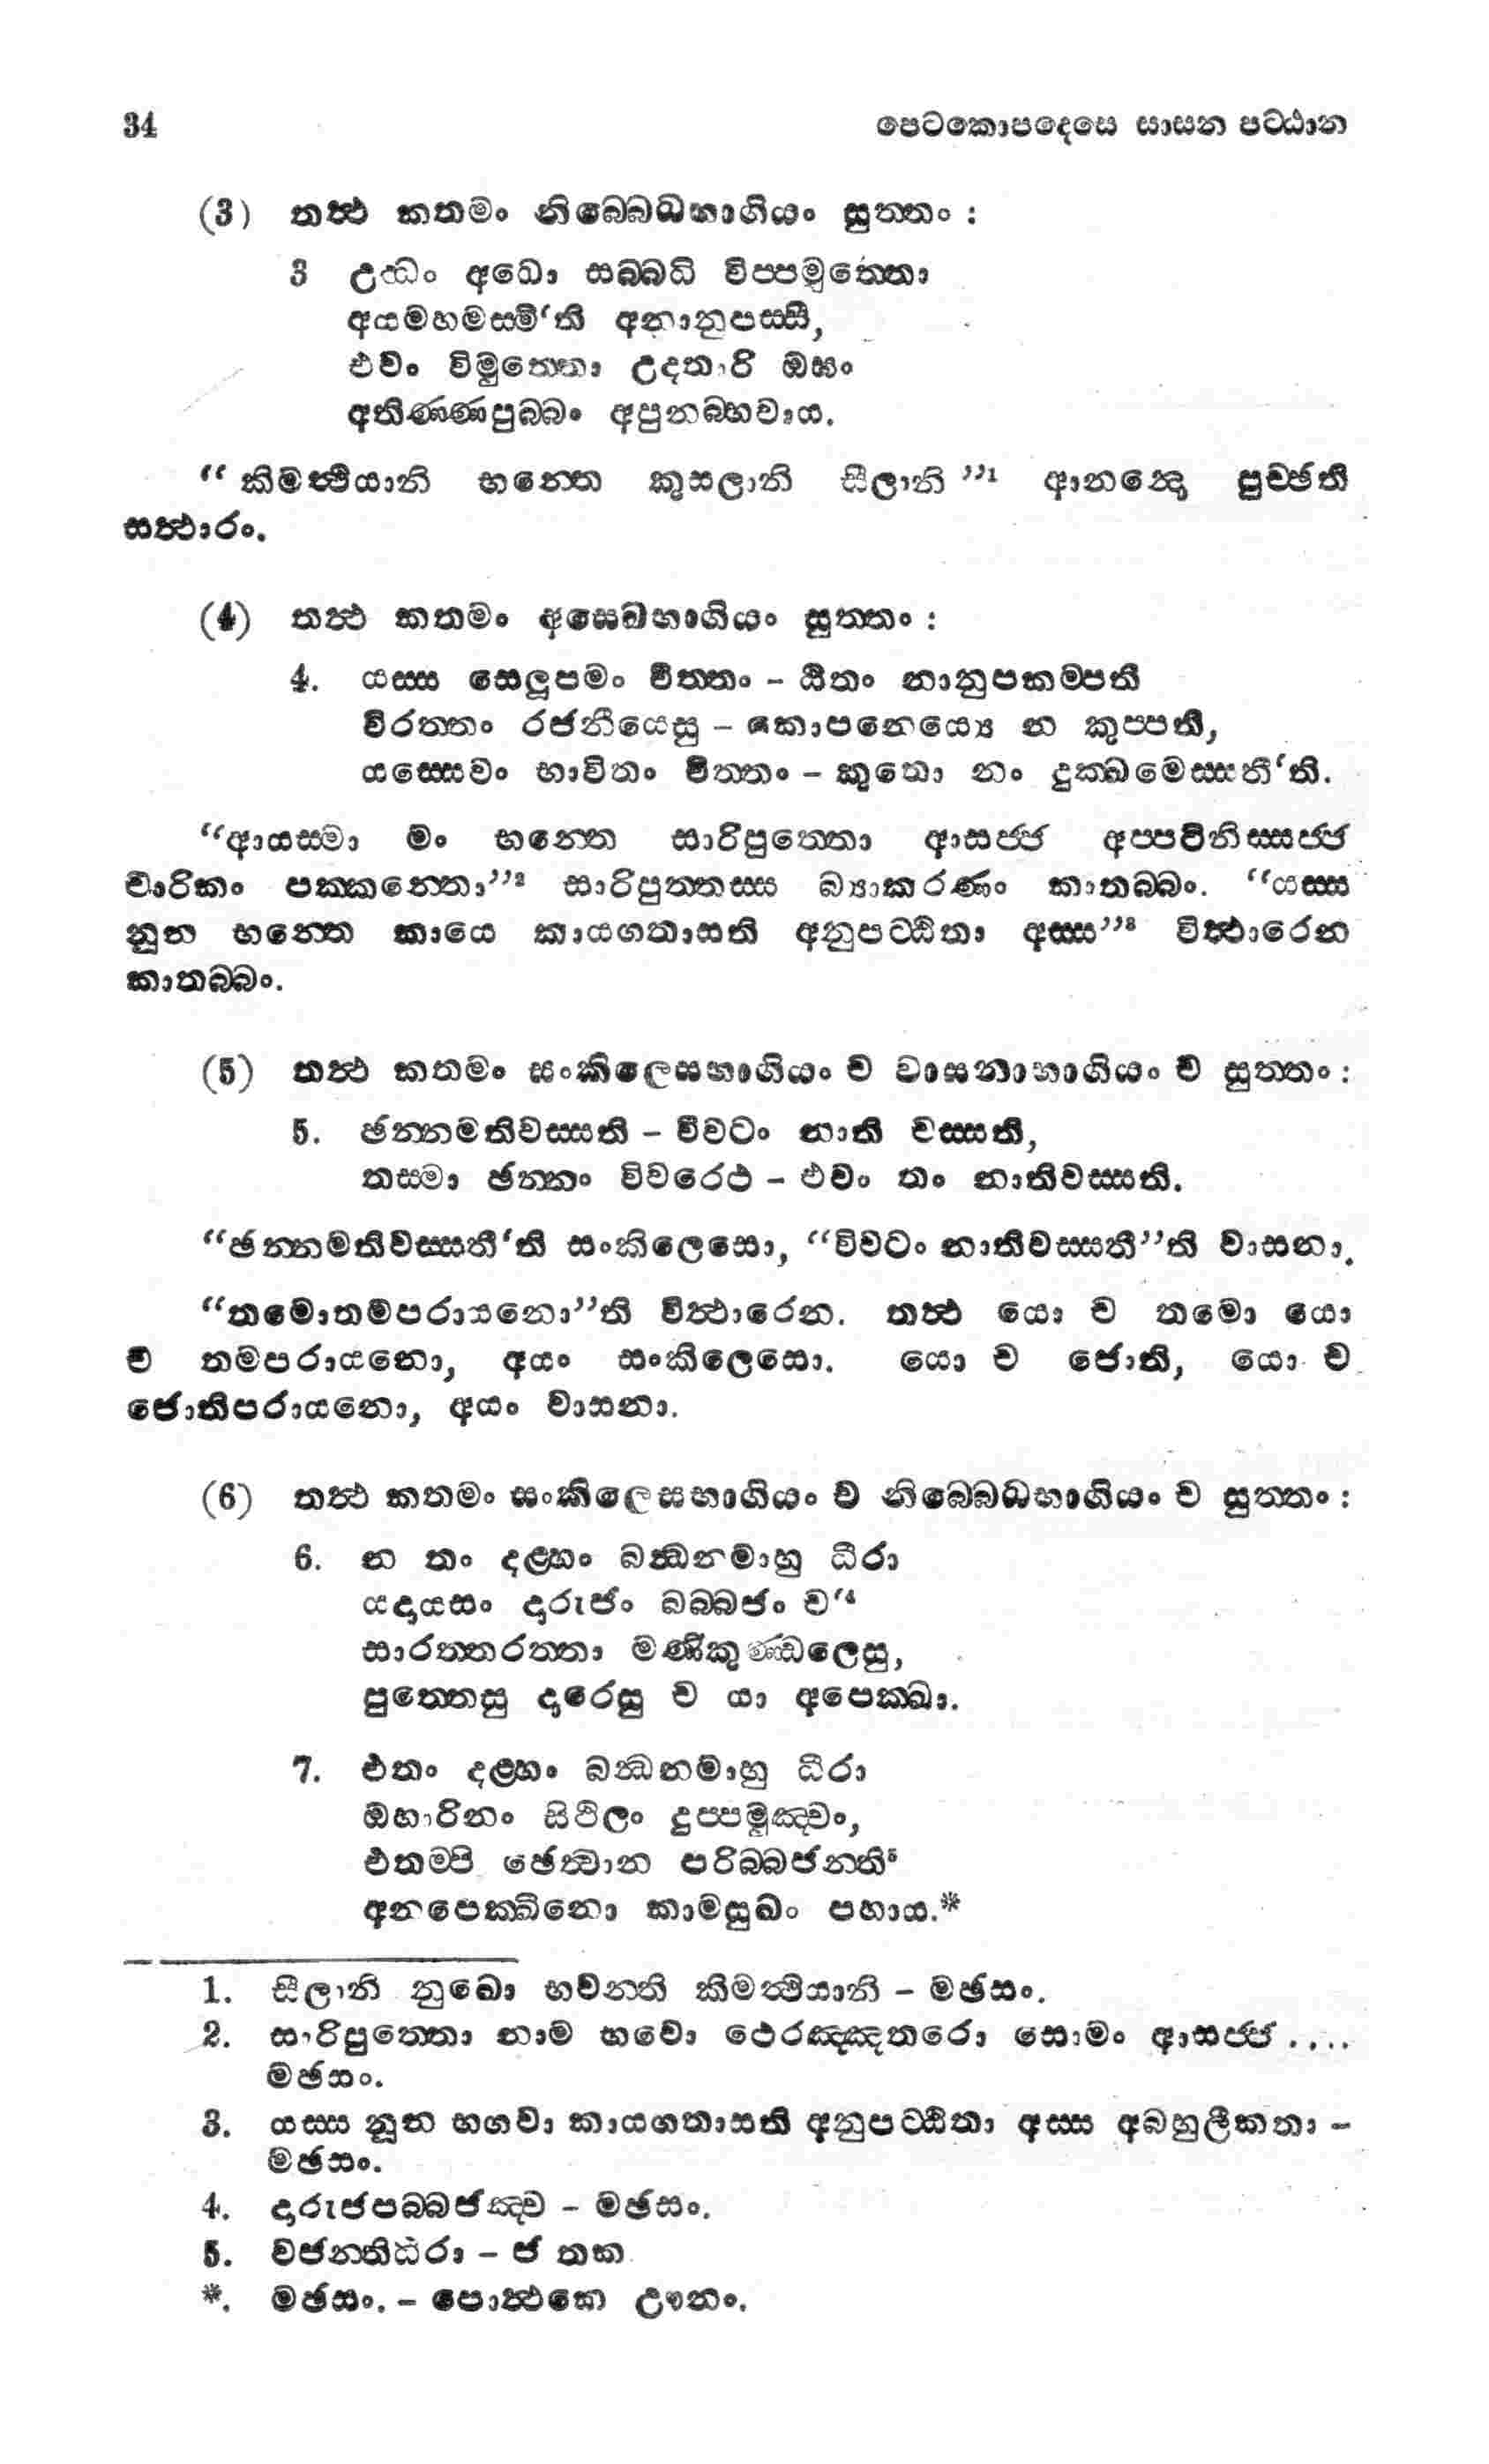 34 පෙටකොපදෙසෙ සාසන පට්ඨාන
(3) තත්‍ථ කතමං නිබ්බෙධභාගියං සුත්තං :
3 උද්ධං අධො සබ්බධි විප්පමුත්තො
අයමහමස්මි‘ති අනානුපස්සී,
එවං විමුත්තො උදතාරි ඔඝං
අතිණ්ණපුබ්බං අපුනබ්භවාය.
“ කිමත්‍ථියානි භන්තෙ කුසලානි සීලානි ”¹ ආනන්‍දො පුච්ඡති
සත්‍ථාරං.
(4) තත්‍ථ කතමං අසෙඛභාගියං සුත්තං :
4. යස්ස සෙලූපමං චිත්තං – ඨිතං නානුපකම්පති
විරත්තං රජනීයෙසු – කොපනෙය්‍යෙ න කුප්පති,
යස්සෙවං භාවිතං චිත්තං – කුතො නං දුක්ඛමෙස්සතී‘ති.
“ආයස්මා මං භන්තෙ සාරිපුත්තො ආසජ්ජ අප්පටිනිස්සජ්ජ
චාරිකං පක්කන්තො”² සාරිපුත්තස්ස බ්‍යාකරණං කාතබ්බං. “යස්ස
නූන භන්තෙ කායෙ කායගතාසති අනුපට්ඨිතා අස්ස”³ විත්‍ථාරෙන
කාතබ්බං.
(5) තත්‍ථ කතමං සංකිලෙසභාගියං ච වාසනාභාගියං ච සුත්තං :
5. ඡන්නමතිවස්සති – විවටං නාති වස්සති,
තස්මා ඡන්නං විවරෙථ – එවං තං නාතිවස්සති.
“ඡන්නමතිවස්සතී‘ති සංකිලෙසො, “විවටං නාතිවස්සතී”ති වාසනා.
“තමොතමපරායනො”ති විත්‍ථාරෙන. තත්‍ථ යො ච තමො යො
ච තමපරායනො, අයං සංකිලෙසො. යො ච ජොති, යො ච
ජොතිපරායනො, අයං වාසනා.
(6) තත්‍ථ කතමං සංකිලෙසභාගියං ච නිබ්බෙධභාගියං ච සුත්තං :
6. න තං දළ්හං බන්‍ධනමාහු ධීරා
යදායසං දාරුජං බබ්බජං ච‘⁴
සාරත්තරත්තා මණිකුණ්ඩලෙසු,
පුත්තෙසු දාරෙසු ච යා අපෙක්ඛා.
7. එතං දළ්හං බන්‍ධනමාහු ධීරා
ඔහාරිනං සිථිලං දුප්පමුඤ්චං,
එතම්පි ඡෙත්‍වාන පරිබ්බජන්ති⁵
අනපෙක්ඛිනො කාමසුඛං පහාය.*
1. සීලානි නුඛො භවන්ති කිමත්‍ථියානි – මඡසං.
2. සාරිපුත්තො නාම භවො ථෙරඤ්ඤතරො සොමං ආසජ්ජ ....
මඡසං.
3. යස්ස නූන භගවා කායගතාසති අනුපට්ඨිතා අස්ස අබහුලීකතා –
මඡසං.
4. දාරුජපබ්බජඤ්ච – මඡසං.
5. වජන්තිධීරා – ජ තක
*. මඡසං. – පොත්‍ථකෙ ඌනං.